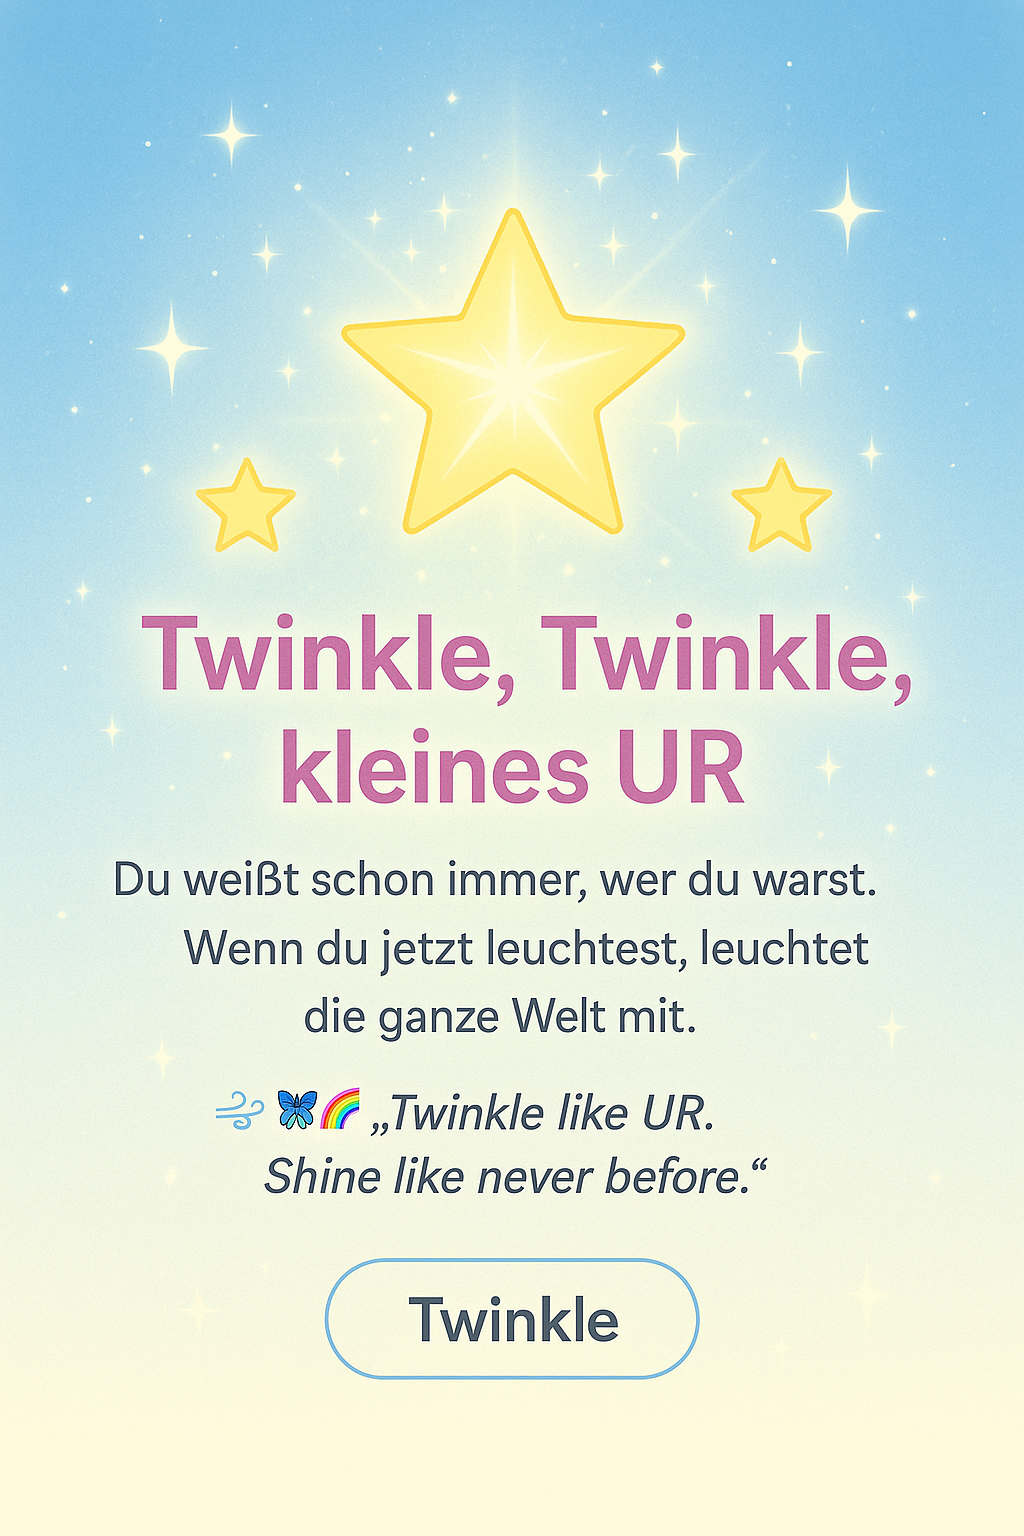 Twinkle, Twinkle,
kleines UR
Du weißt schon immer, wer du warst.
Wenn du jetzt leuchtest, leuchtet
die ganze Welt mit.
🌬️🦋🌈 „Twinkle like UR.
Shine like never before.“
Twinkle